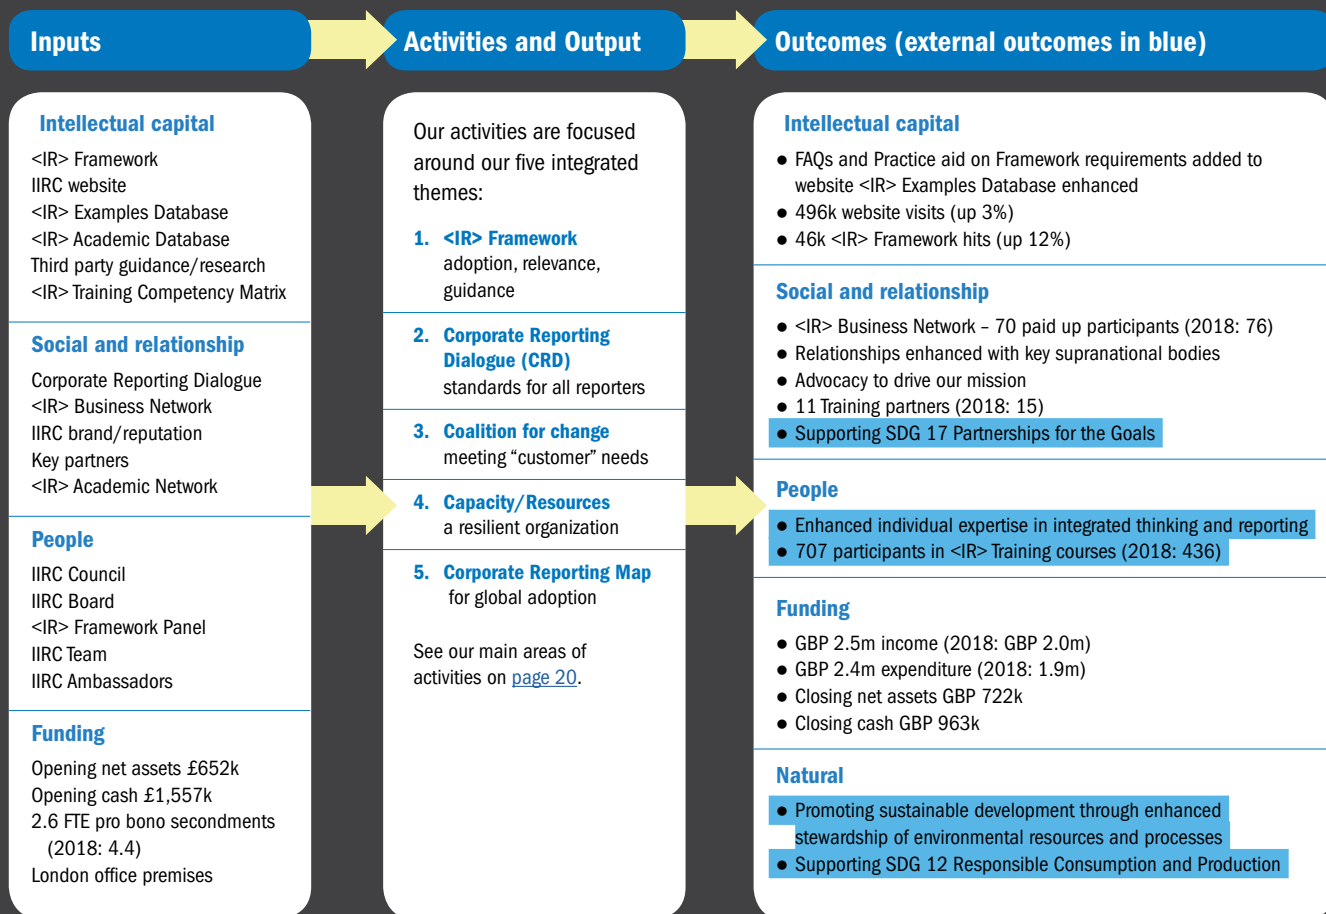 Inputs
Activities and Output
Outcomes (external outcomes in blue)
Intellectual capital
<IR> Framework
IIRC website
<IR> Examples Database
<IR> Academic Database
Third party guidance/research
<IR> Training Competency Matrix
Social and relationship
Corporate Reporting Dialogue
<IR> Business Network
IIRC brand/reputation
Key partners
<IR> Academic Network
People
IIRC Council
IIRC Board
<IR> Framework Panel
IIRC Team
IIRC Ambassadors
Funding
Opening net assets £652k
Opening cash £1,557k
2.6 FTE pro bono secondments
(2018: 4.4)
London office premises
Our activities are focused
around our five integrated
themes:
1. <IR> Framework
adoption, relevance,
guidance
2. Corporate Reporting
Dialogue (CRD)
standards for all reporters
3. Coalition for change
meeting “customer” needs
4. Capacity/Resources
a resilient organization
5. Corporate Reporting Map
for global adoption
See our main areas of
activities on page 20.
Intellectual capital
● FAQs and Practice aid on Framework requirements added to
website <IR> Examples Database enhanced
● 496k website visits (up 3%)
● 46k <IR> Framework hits (up 12%)
Social and relationship
● <IR> Business Network – 70 paid up participants (2018: 76)
● Relationships enhanced with key supranational bodies
● Advocacy to drive our mission
● 11 Training partners (2018: 15)
● Supporting SDG 17 Partnerships for the Goals
People
● Enhanced individual expertise in integrated thinking and reporting
● 707 participants in <IR> Training courses (2018: 436)
Funding
● GBP 2.5m income (2018: GBP 2.0m)
● GBP 2.4m expenditure (2018: 1.9m)
● Closing net assets GBP 722k
● Closing cash GBP 963k
Natural
● Promoting sustainable development through enhanced
stewardship of environmental resources and processes
● Supporting SDG 12 Responsible Consumption and Production